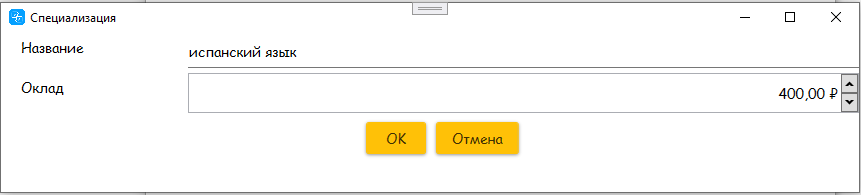 Специализация
Название
испанский язык
Оклад
400,00 ₽
OK
Отмена